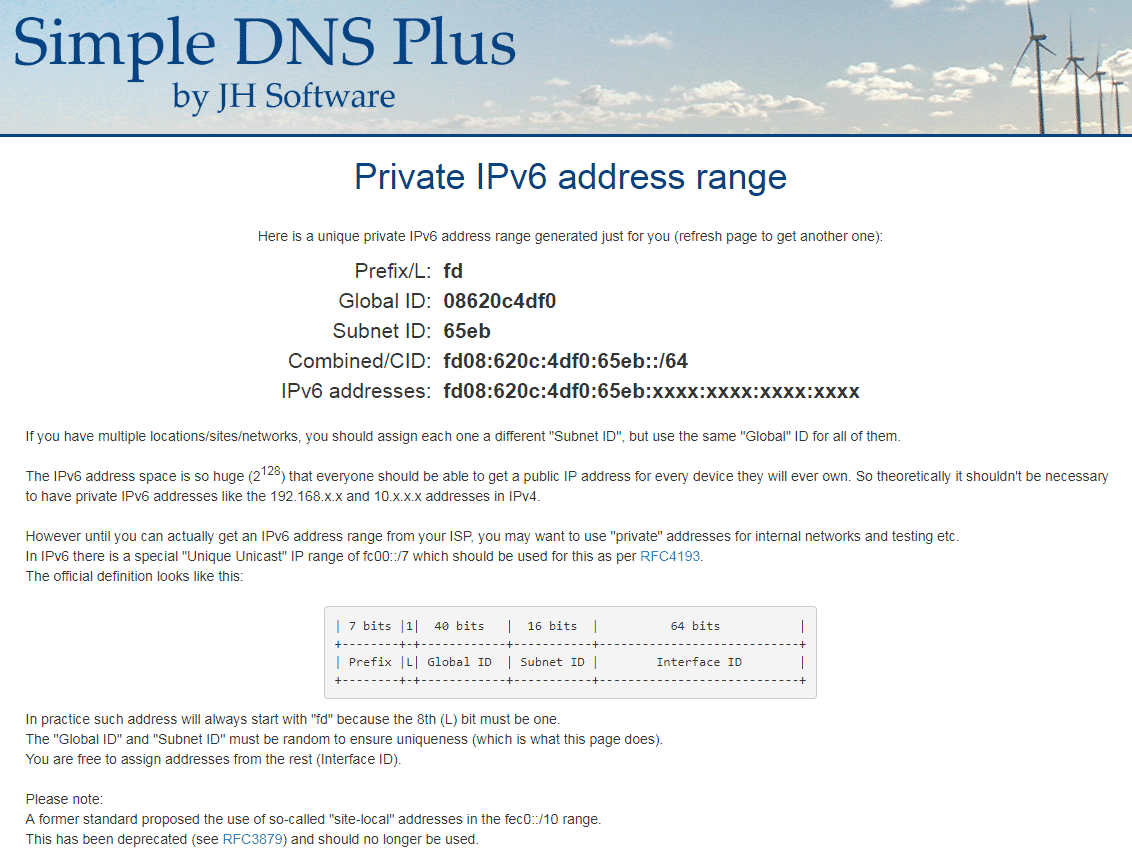 Simple DNS Plus
by JH Software
Private IPv6 address range
Here is a unique private IPv6 address range generated just for you (refresh page to get another one):
Prefix/L: fd
Global ID: 08620c4df0
Subnet ID: 65eb
Combined/CID: fd08:620c:4df0:65eb::/64
IPv6 addresses: fd08:620c:4df0:65eb:xxxx:xxxx:xxxx:xxxx
If you have multiple locations/sites/networks, you should assign each one a different "Subnet ID", but use the same "Global" ID for all of them.
The IPv6 address space is so huge (2^128) that everyone should be able to get a public IP address for every device they will ever own. So theoretically it shouldn't be necessary
to have private IPv6 addresses like the 192.168.x.x and 10.x.x.x addresses in IPv4.
However until you can actually get an IPv6 address range from your ISP, you may want to use "private" addresses for internal networks and testing etc.
In IPv6 there is a special "Unique Unicast" IP range of fc00::/7 which should be used for this as per RFC4193.
The official definition looks like this:
| 7 bits |1|  40 bits   |  16 bits  |          64 bits           |
+--------+-+------------+-----------+----------------------------+
| Prefix |L| Global ID  | Subnet ID |        Interface ID        |
+--------+-+------------+-----------+----------------------------+
In practice such address will always start with "fd" because the 8th (L) bit must be one.
The "Global ID" and "Subnet ID" must be random to ensure uniqueness (which is what this page does).
You are free to assign addresses from the rest (Interface ID).
Please note:
A former standard proposed the use of so-called "site-local" addresses in the fec0::/10 range.
This has been deprecated (see RFC3879) and should no longer be used.